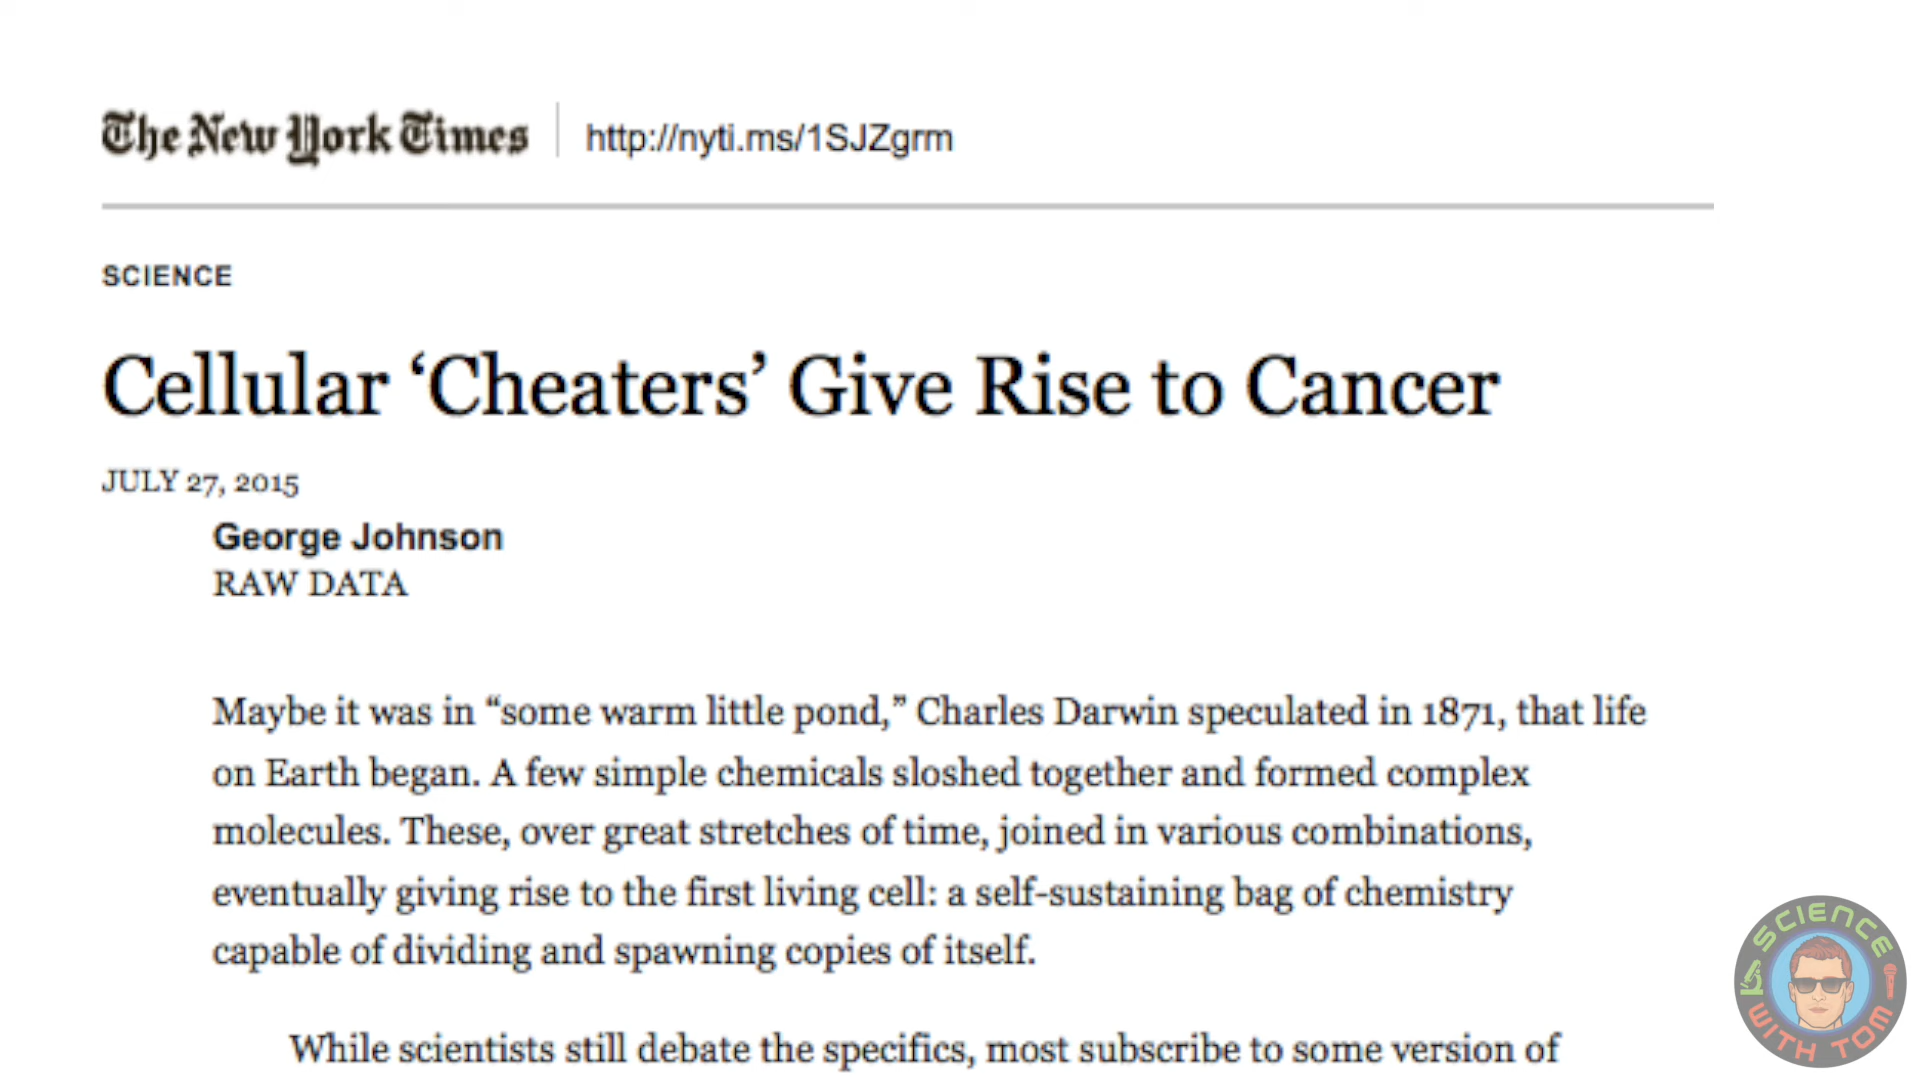 The New York Times
http://nyti.ms/1SJZgrm
SCIENCE
Cellular ‘Cheaters’ Give Rise to Cancer
JULY 27, 2015
George Johnson
RAW DATA
Maybe it was in “some warm little pond,” Charles Darwin speculated in 1871, that life
on Earth began. A few simple chemicals sloshed together and formed complex
molecules. These, over great stretches of time, joined in various combinations,
eventually giving rise to the first living cell: a self-sustaining bag of chemistry
capable of dividing and spawning copies of itself.
While scientists still debate the specifics, most subscribe to some version of
SCIENCE
WITH TOM